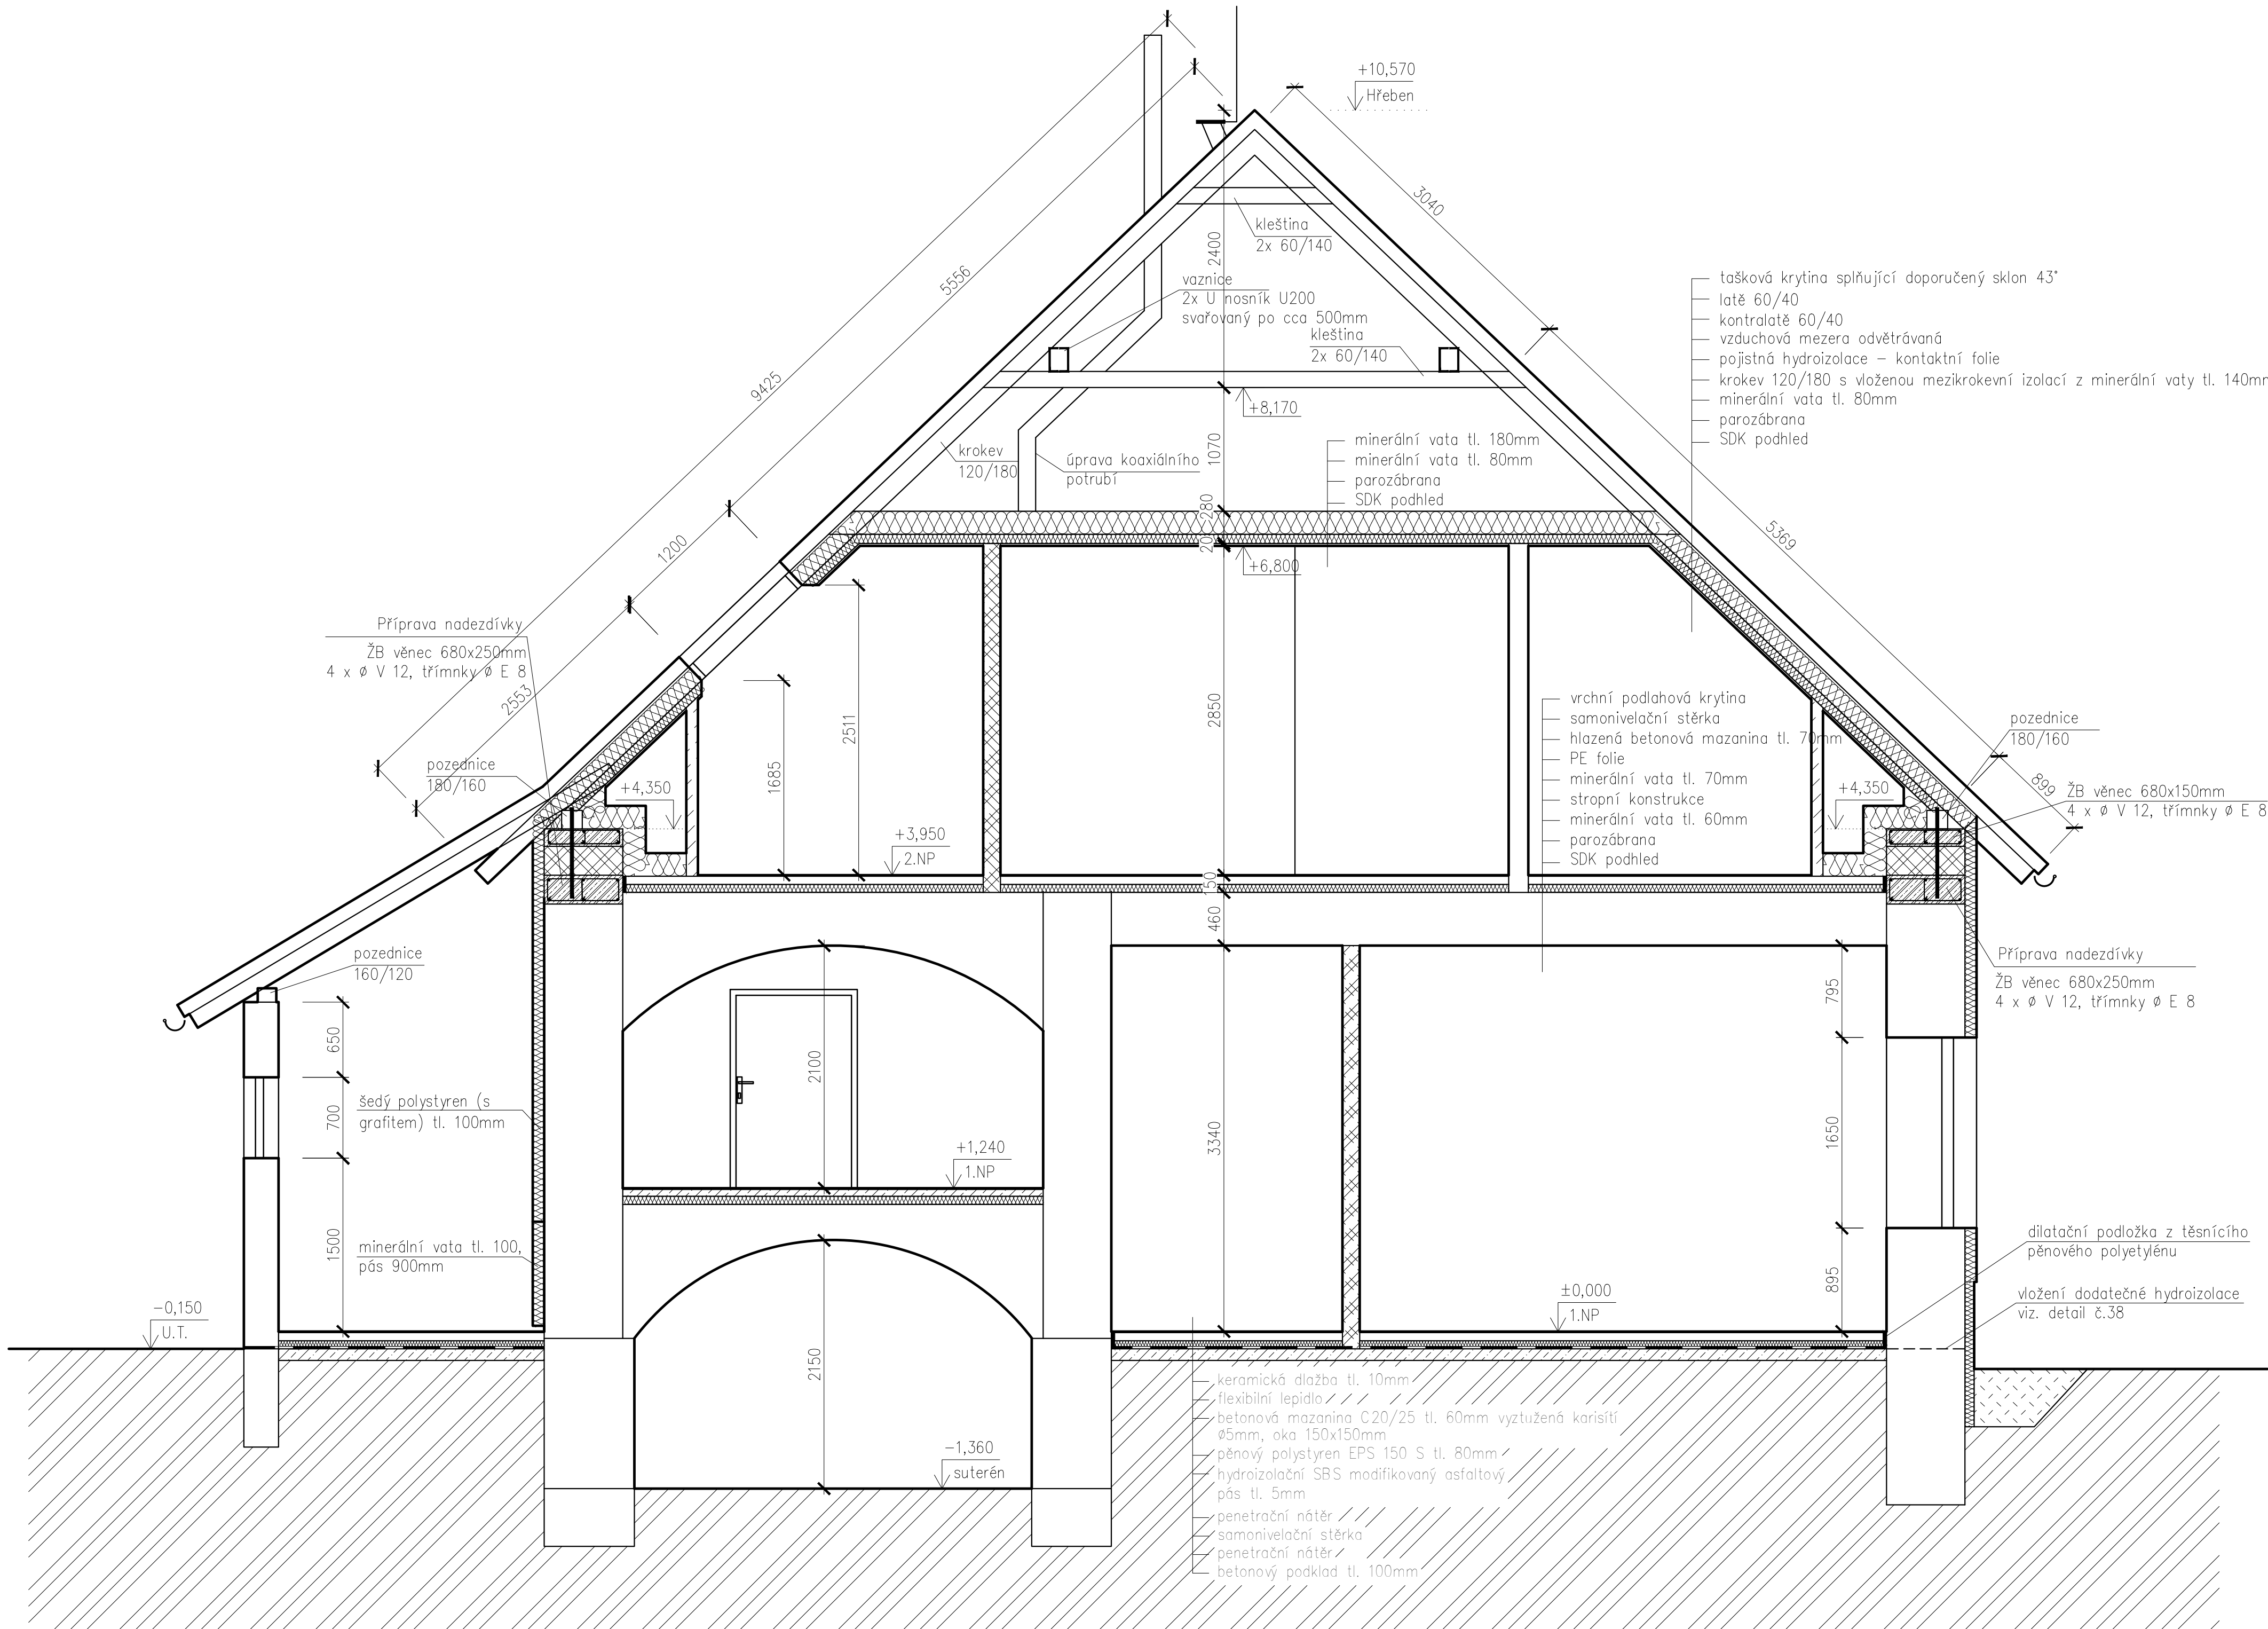 +10,570
Hřeben
3040
kleština
2x 60/140
2400
5556
vaznice
2x U nosník U200
svařovaný po cca 500mm
kleština
2x 60/140
9425
+8,170
tašková krytina splňující doporučený sklon 43°
latě 60/40
kontralatě 60/40
vzduchová mezera odvětrávaná
pojistná hydroizolace – kontaktní folie
krokev 120/180 s vloženou mezikrokevní izolací z minerální vaty tl. 140mm
minerální vata tl. 80mm
parozábrana
SDK podhled
krokev
120/180
úprava koaxiálního
potrubí
1070
minerální vata tl. 180mm
minerální vata tl. 80mm
parozábrana
SDK podhled
280
20
+6,800
5369
1200
Příprava nadezdívky
ŽB věnec 680x250mm
4 x ø V 12, třímnky ø E 8
2553
2511
1685
2850
vrchní podlahová krytina
samonivelační stěrka
hlazená betonová mazanina tl. 70mm
PE folie
minerální vata tl. 70mm
stropní konstrukce
minerální vata tl. 60mm
parozábrana
SDK podhled
pozednice
180/160
pozednice
180/160
+4,350
+4,350
899
ŽB věnec 680x150mm
4 x ø V 12, třímnky ø E 8
+3,950
2.NP
150
460
pozednice
160/120
Příprava nadezdívky
ŽB věnec 680x250mm
4 x ø V 12, třímnky ø E 8
795
650
700
1500
šedý polystyren (s
grafitem) tl. 100mm
2100
3340
1650
+1,240
1.NP
minerální vata tl. 100,
pás 900mm
dilatační podložka z těsnícího
pěnového polyetylénu
895
vložení dodatečné hydroizolace
viz. detail č.38
-0,150
U.T.
±0,000
1.NP
2150
-1,360
suterén
keramická dlažba tl. 10mm
flexibilní lepidlo
betonová mazanina C20/25 tl. 60mm vyztužená karisítí
ø5mm, oka 150x150mm
pěnový polystyren EPS 150 S tl. 80mm
hydroizolační SBS modifikovaný asfaltový
pás tl. 5mm
penetrační nátěr
samonivelační stěrka
penetrační nátěr
betonový podklad tl. 100mm